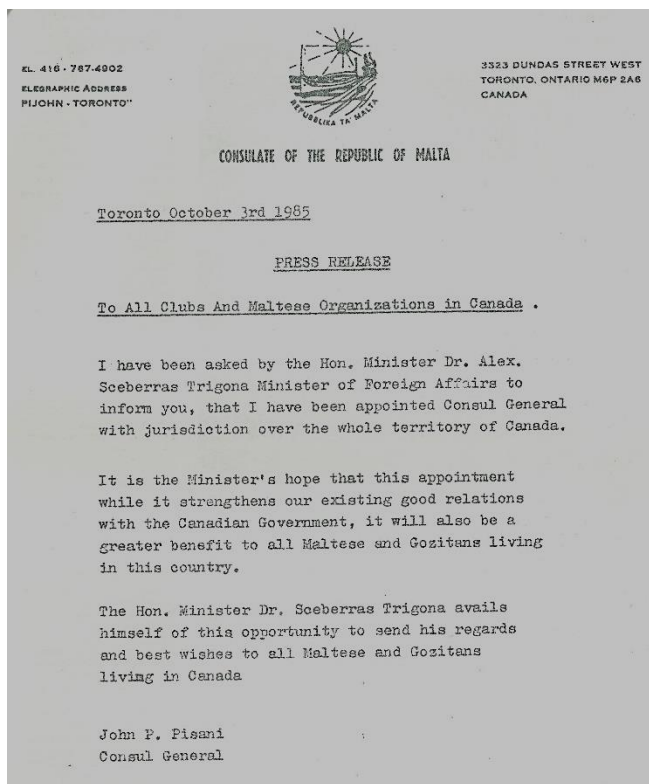 EL. 416 - 767-4902
ELEGRAPHIC ADDRESS
PIJOHN - TORONTO"
REPUBBLIKA TA' MALTA
3323 DUNDAS STREET WEST
TORONTO, ONTARIO M6P 2A6
CANADA
CONSULATE OF THE REPUBLIC OF MALTA
Toronto October 3rd 1985
PRESS RELEASE
To All Clubs And Maltese Organizations in Canada .
I have been asked by the Hon. Minister Dr. Alex.
Sceberras Trigona Minister of Foreign Affairs to
inform you, that I have been appointed Consul General
with jurisdiction over the whole territory of Canada.
It is the Minister's hope that this appointment
while it strengthens our existing good relations
with the Canadian Government, it will also be a
greater benefit to all Maltese and Gozitans living
in this country.
The Hon. Minister Dr. Sceberras Trigona avails
himself of this opportunity to send his regards
and best wishes to all Maltese and Gozitans
living in Canada
John P. Pisani
Consul General